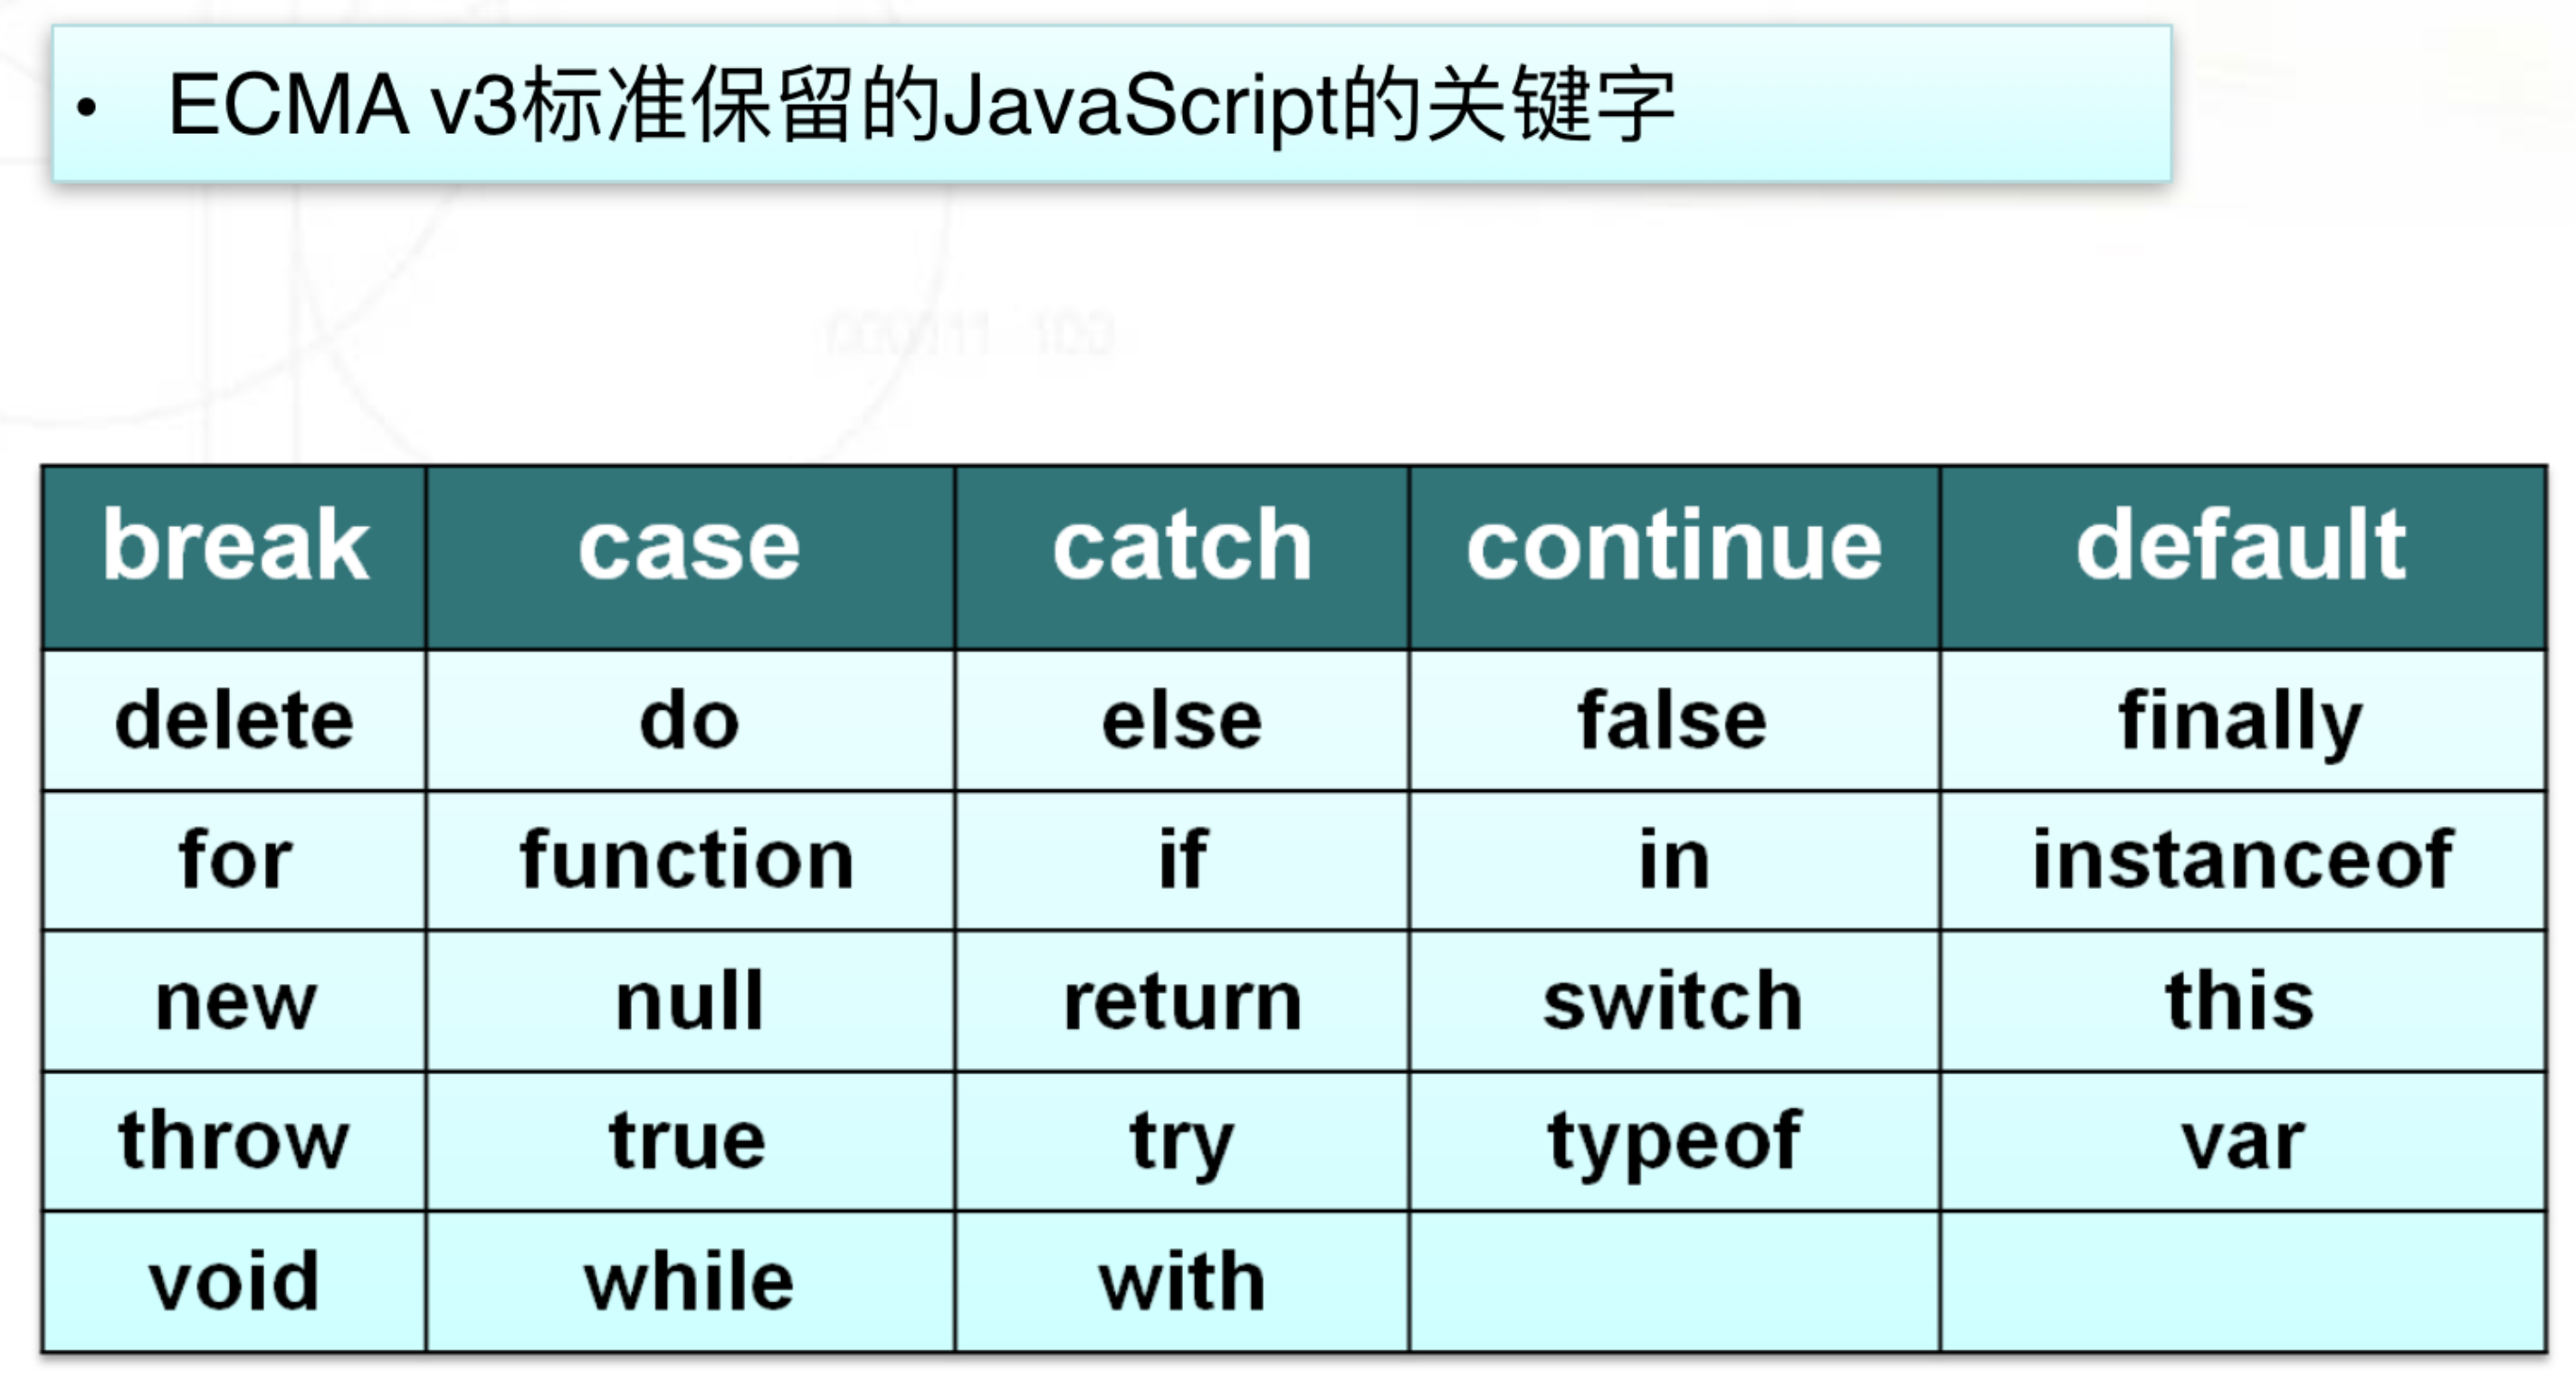 • ECMA v3标准保留的JavaScript的关键字
break case catch continue default
delete do else false finally
for function if in instanceof
new null return switch this
throw true try typeof var
void while with